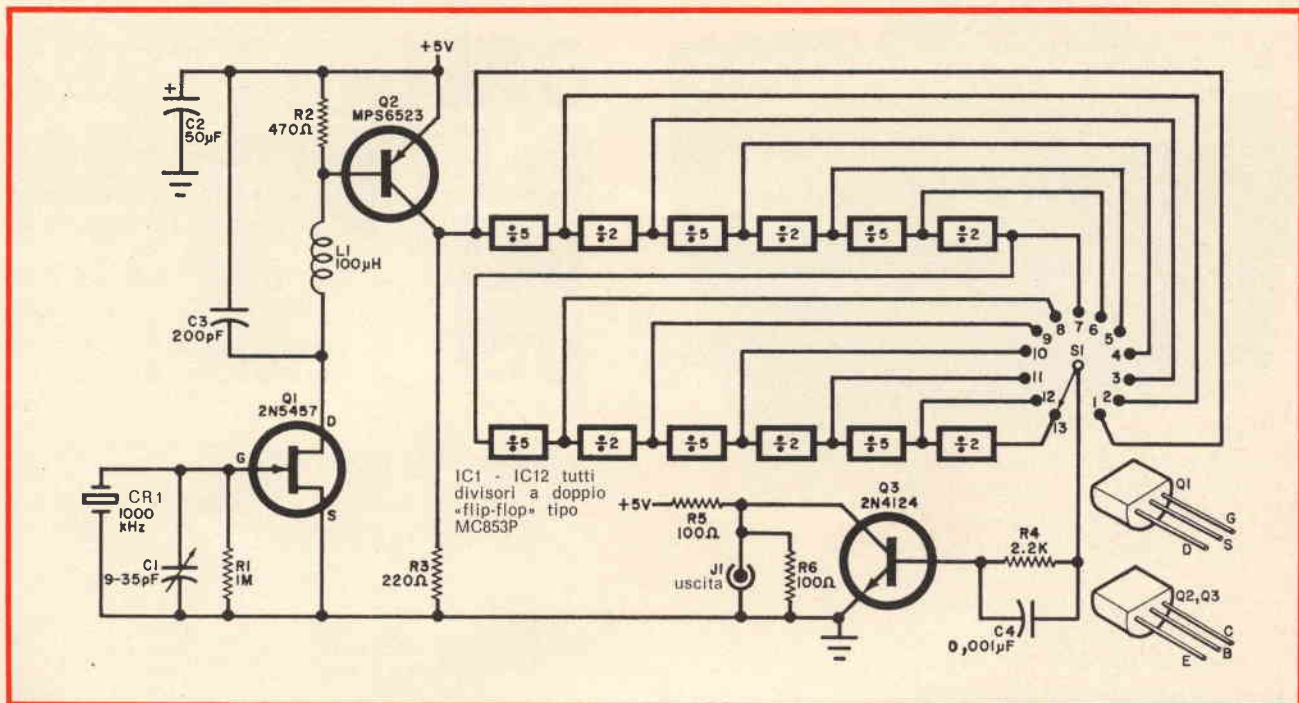 +5V
+
C2
50µF
R2
470Ω
Q2
MPS6523
L1
100µH
C3
200pF
Q1
2N5457
D
G
S
CR1
1000
kHz
C1
9-35pF
R1
1M
R3
220Ω
÷5
÷2
÷5
÷2
÷5
÷2
÷5
÷2
÷5
÷2
÷5
÷2
7
8
6
9
5
10
S1
4
11
3
12
2
13
1
IC1 - IC12 tutti
divisori a doppio
«flip-flop» tipo
MC853P
+5V
R5
100Ω
J1
uscita
R6
100Ω
Q3
2N4124
R4
2.2K
C4
0,001µF
Q1
G
S
D
Q2,Q3
C
B
E